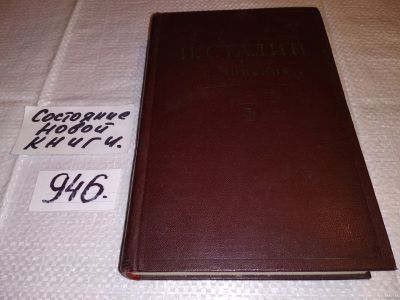 Состояние
новой
книги.
946.
И. СТАЛИН